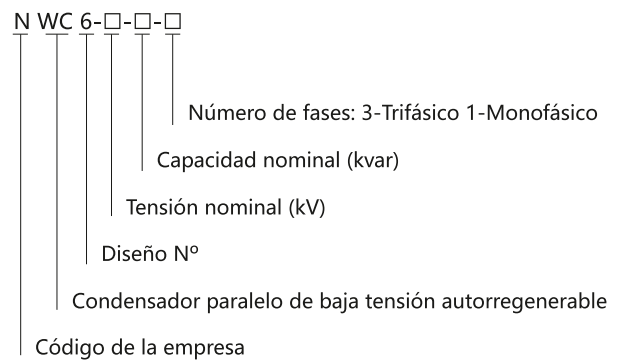 N WC 6-□-□-□
Número de fases: 3-Trifásico 1-Monofásico
Capacidad nominal (kvar)
Tensión nominal (kV)
Diseño Nº
Condensador paralelo de baja tensión autorregenerable
Código de la empresa